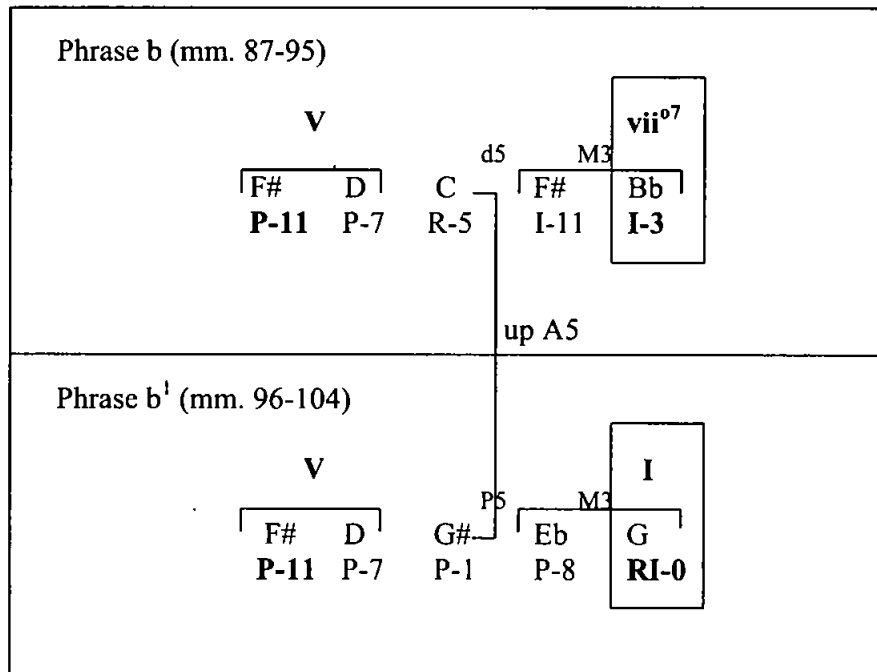 Phrase b (mm. 87-95)
V
vii°⁷
d5 M3
F# D C F# Bb
P-11 P-7 R-5 I-11 I-3
up A5
Phrase b¹ (mm. 96-104)
V
I
P5 M3
F# D G# Eb G
P-11 P-7 P-1 P-8 RI-0